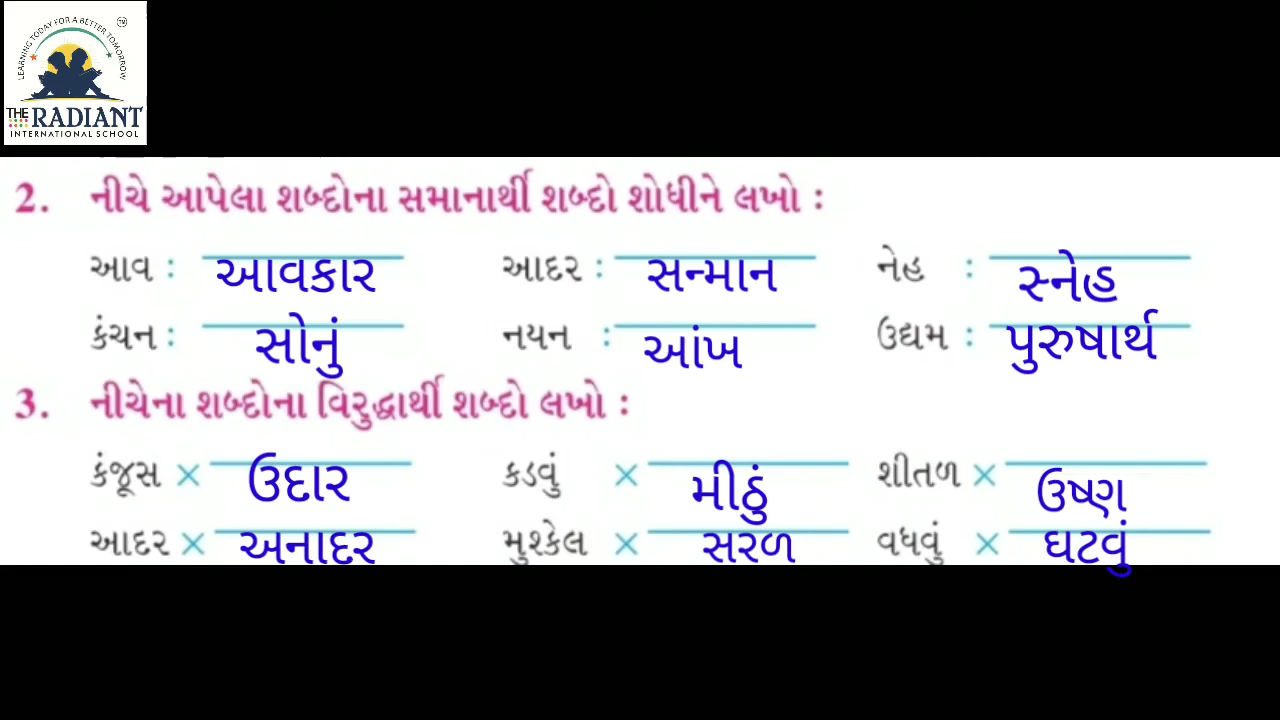 LEARNING TODAY FOR A BETTER TOMORROW
THE RADIANT
INTERNATIONAL SCHOOL
2. નીચે આપેલા શબ્દોના સમાનાર્થી શબ્દો શોધીને લખો :
આવ : આવકાર આદર : સન્માન નેહ : સ્નેહ
કંચન : સોનું નયન : આંખ ઉદ્યમ : પુરુષાર્થ
3. નીચેના શબ્દોના વિરુદ્ધાર્થી શબ્દો લખો :
કંજૂસ × ઉદાર કડવું × મીઠું શીતળ × ઉષ્ણ
આદર × અનાદર મુશ્કેલ × સરળ વધવું × ઘટવું